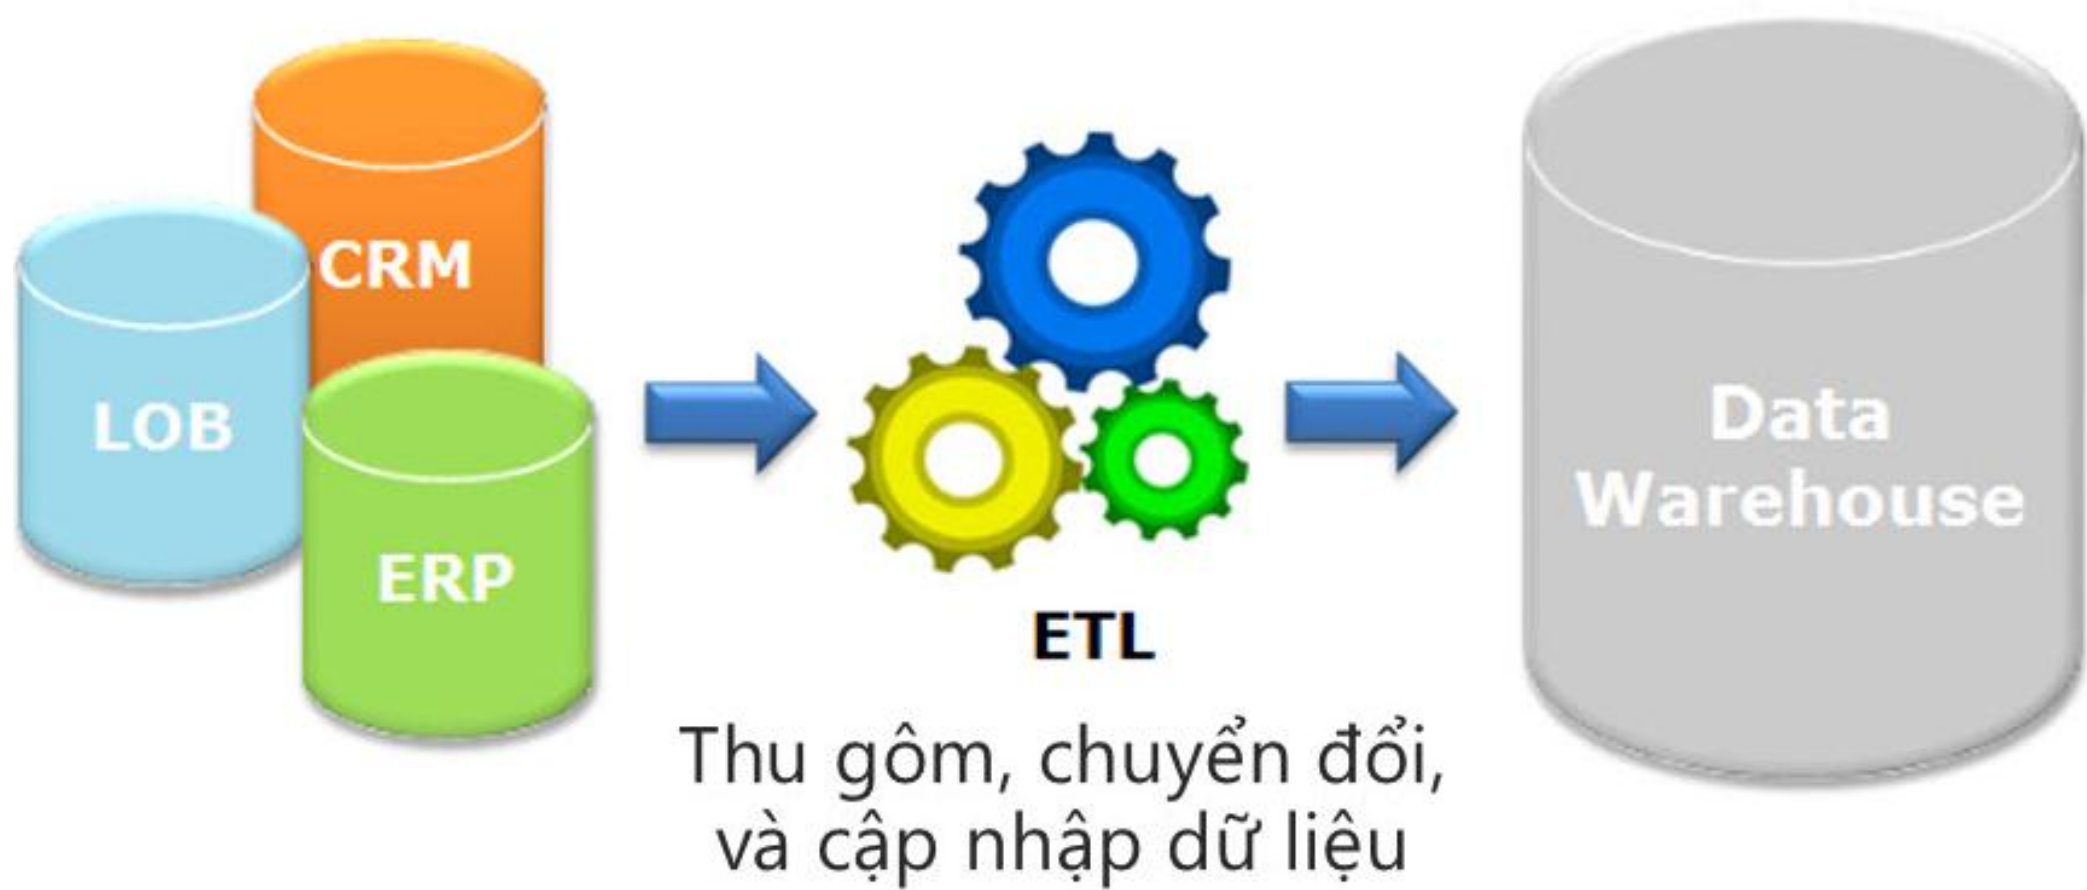 CRM
LOB
ERP
ETL
Thu gôm, chuyển đổi,
và cập nhập dữ liệu
Data
Warehouse